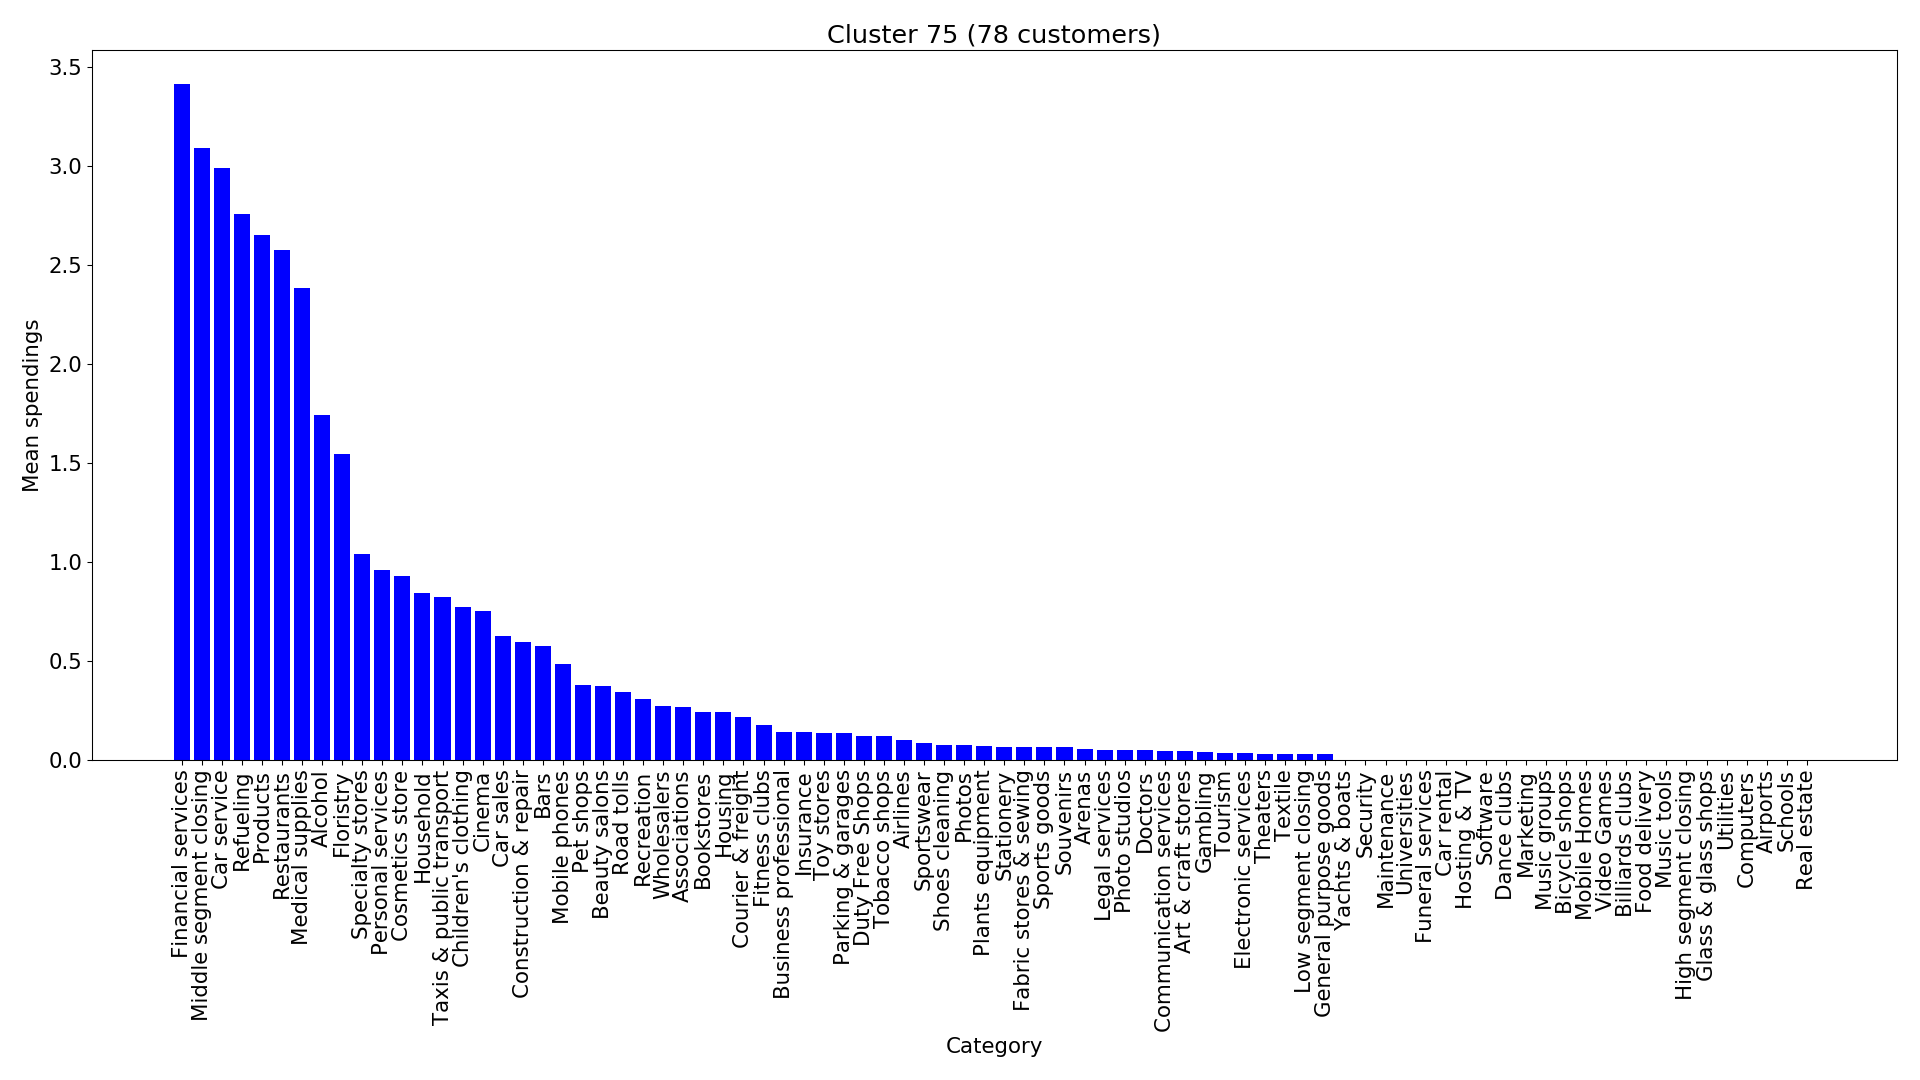 Cluster 75 (78 customers)
3.5
3.0
2.5
2.0
1.5
1.0
0.5
0.0
Mean spendings
Financial services
Middle segment closing
Car service
Refueling
Products
Restaurants
Medical supplies
Alcohol
Floristry
Specialty stores
Personal services
Cosmetics store
Household
Taxis & public transport
Children's clothing
Cinema
Car sales
Construction & repair
Bars
Mobile phones
Pet shops
Beauty salons
Road tolls
Recreation
Wholesalers
Associations
Bookstores
Housing
Courier & freight
Fitness clubs
Business professional
Insurance
Toy stores
Parking & garages
Duty Free Shops
Tobacco shops
Airlines
Sportswear
Shoes cleaning
Photos
Plants equipment
Stationery
Fabric stores & sewing
Sports goods
Souvenirs
Arenas
Legal services
Photo studios
Doctors
Communication services
Art & craft stores
Gambling
Tourism
Electronic services
Theaters
Textile
Low segment closing
General purpose goods
Yachts & boats
Security
Maintenance
Universities
Funeral services
Car rental
Hosting & TV
Software
Dance clubs
Marketing
Music groups
Bicycle shops
Mobile Homes
Video Games
Billiards clubs
Food delivery
Music tools
High segment closing
Glass & glass shops
Utilities
Computers
Airports
Schools
Real estate
Category